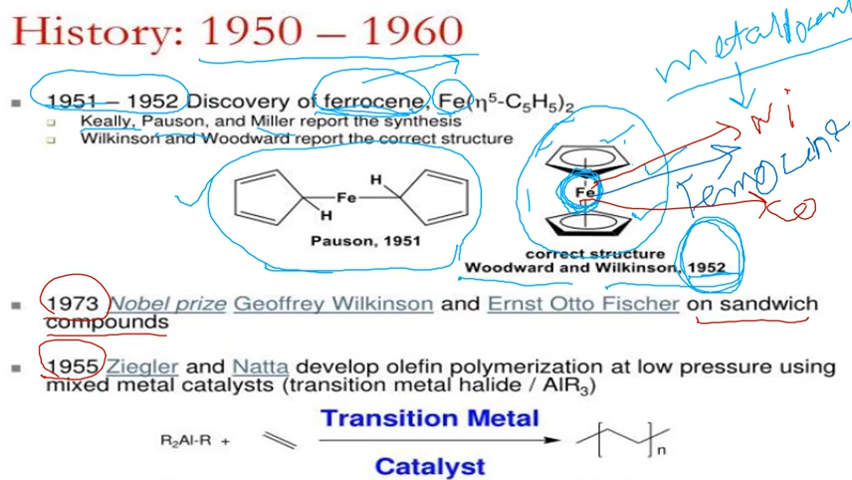 History: 1950 – 1960
metallocene
1951 – 1952 Discovery of ferrocene, Fe(η⁵-C₅H₅)₂
Keally, Pauson, and Miller report the synthesis
Wilkinson and Woodward report the correct structure
Ni
Ferrocene
Co
H
Fe
H
Pauson, 1951
Fe
correct structure
Woodward and Wilkinson, 1952
1973 Nobel prize Geoffrey Wilkinson and Ernst Otto Fischer on sandwich
compounds
1955 Ziegler and Natta develop olefin polymerization at low pressure using
mixed metal catalysts (transition metal halide / AlR₃)
R₂Al-R +
Transition Metal
Catalyst
n